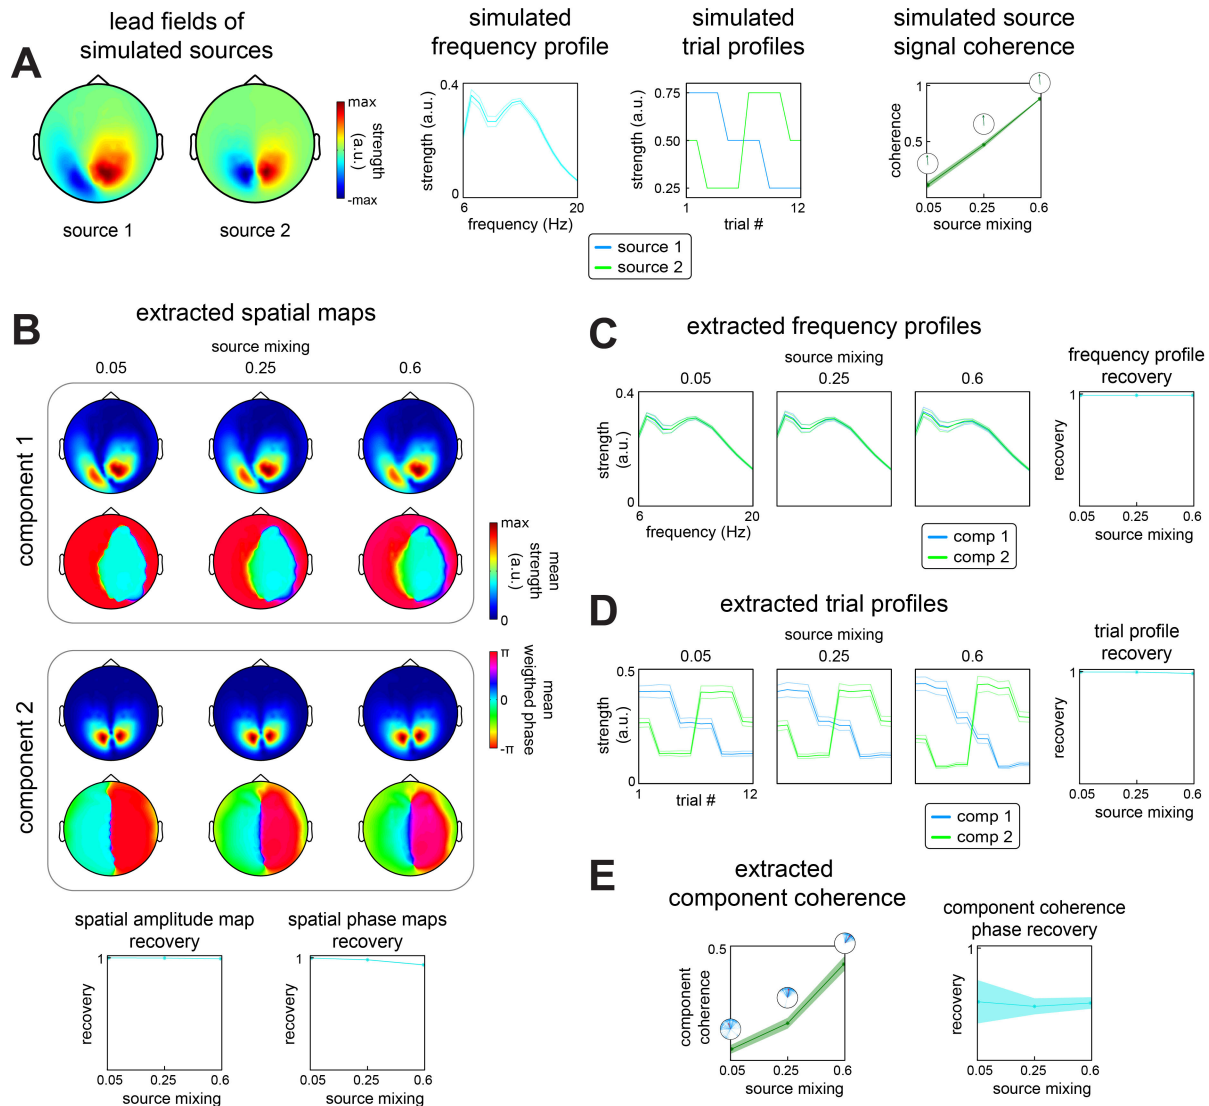 A
lead fields of
simulated sources
max
strength
(a.u.)
-max
source 1
source 2
simulated
frequency profile
strength (a.u.)
0.4
0
6
20
frequency (Hz)
simulated
trial profiles
strength (a.u.)
0.75
0.50
0.25
1
12
trial #
source 1
source 2
simulated source
signal coherence
coherence
1
0.5
0.05
0.25
0.6
source mixing
B
extracted spatial maps
source mixing
0.05
0.25
0.6
component 1
max
mean
strength
(a.u.)
0
component 2
π
0
-π
mean
weigthed phase
spatial amplitude map
recovery
recovery
1
0.05
0.25
0.6
source mixing
spatial phase maps
recovery
recovery
1
0.05
0.25
0.6
source mixing
C
extracted frequency profiles
source mixing
0.05
0.25
0.6
strength
(a.u.)
0.4
0
6
20
frequency (Hz)
comp 1
comp 2
frequency profile
recovery
recovery
1
0.05
0.25
0.6
source mixing
D
extracted trial profiles
source mixing
0.05
0.25
0.6
strength
(a.u.)
0.5
0
1
12
trial #
comp 1
comp 2
trial profile
recovery
recovery
1
0.05
0.25
0.6
source mixing
E
extracted
component coherence
component
coherence
0.5
0.05
0.25
0.6
source mixing
component coherence
phase recovery
recovery
1
0.05
0.25
0.6
source mixing